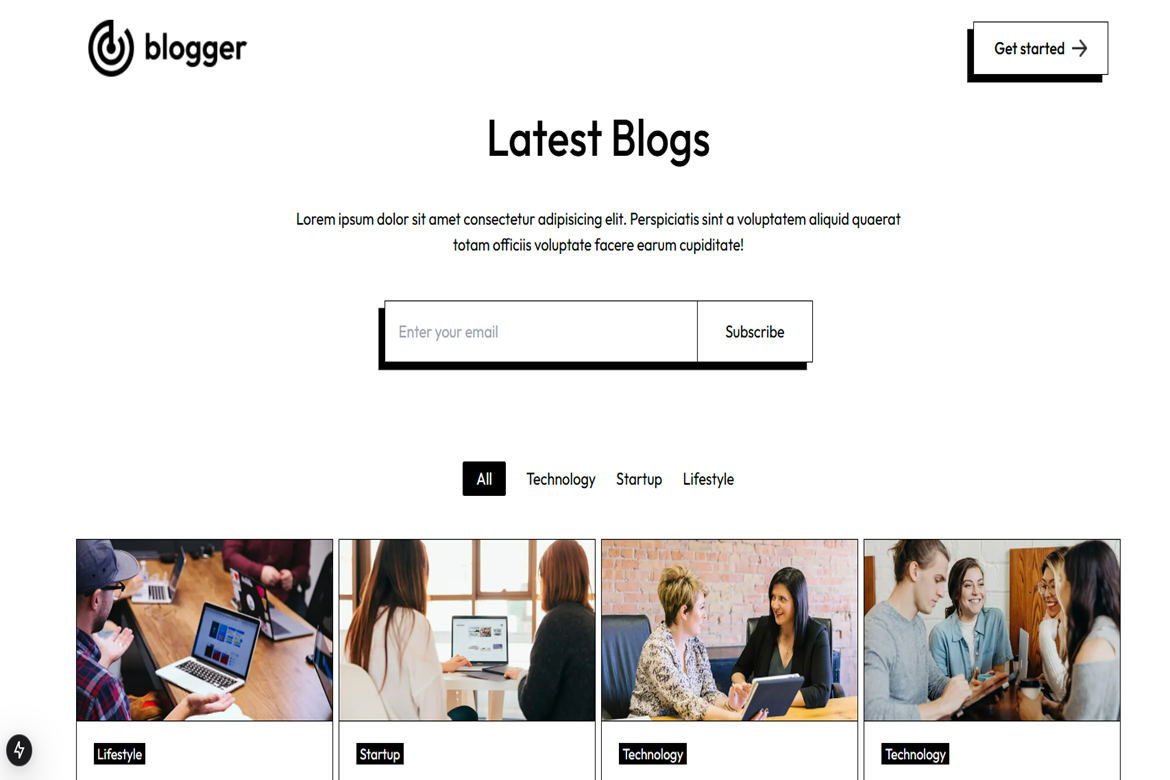 blogger
Get started
Latest Blogs
Lorem ipsum dolor sit amet consectetur adipisicing elit. Perspiciatis sint a voluptatem aliquid quaerat
totam officiis voluptate facere earum cupiditate!
Enter your email
Subscribe
All Technology Startup Lifestyle
Lifestyle
Startup
Technology
Technology